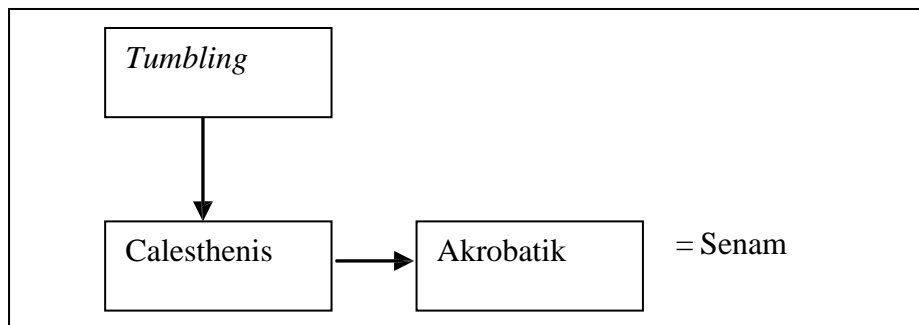 Tumbling
Calesthenis
Akrobatik
= Senam